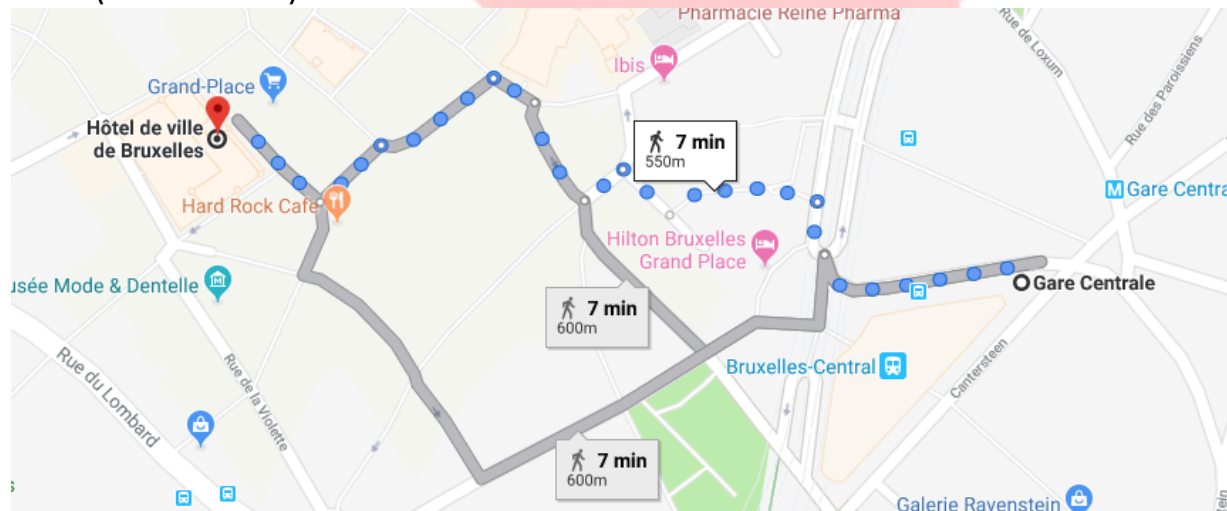 Pharmacie Reine Pharma
Rue de Loxum
Rue des Paroissiens
Ibis
Grand-Place
Hôtel de ville
de Bruxelles
7 min
550m
Gare Centra
Hard Rock Cafe
Hilton Bruxelles
Grand Place
usée Mode & Dentelle
Gare Centrale
7 min
600m
Rue du Lombard
Rue de la Violette
Bruxelles-Central
Cantersteen
7 min
600m
Galerie Ravenstein